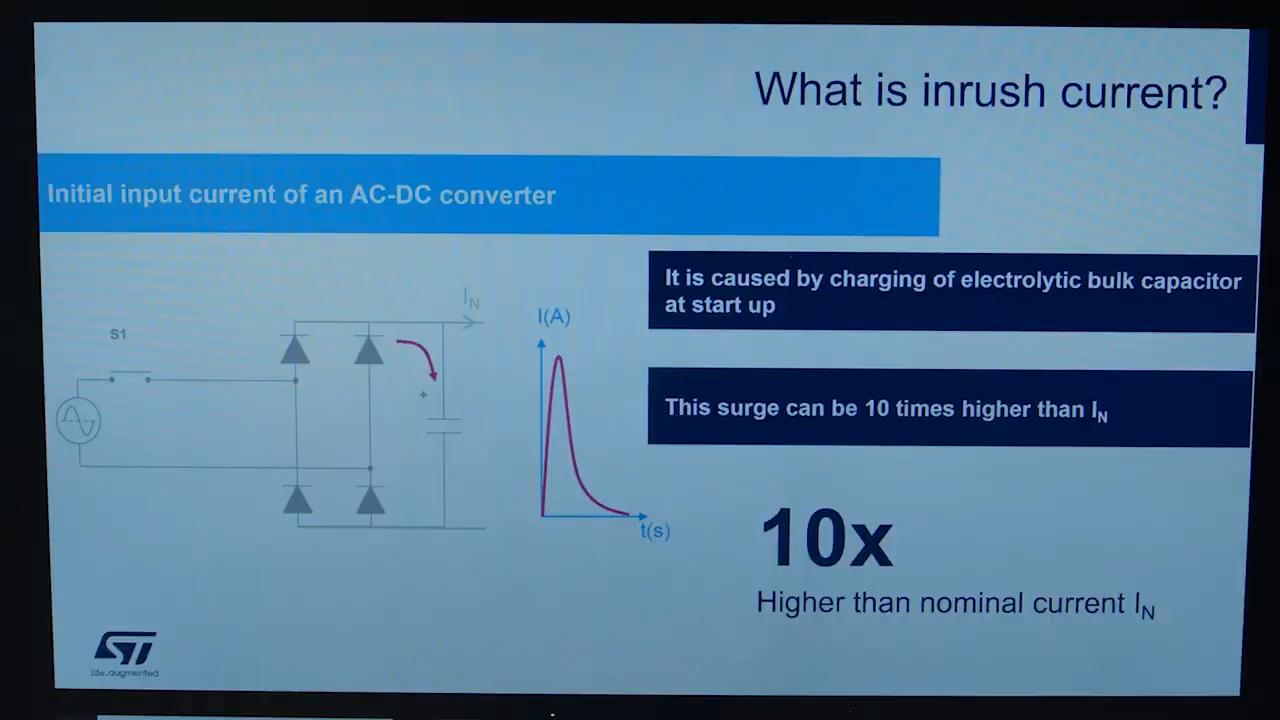 What is inrush current?
Initial input current of an AC-DC converter
It is caused by charging of electrolytic bulk capacitor
at start up
This surge can be 10 times higher than IN
10x
Higher than nominal current IN
IN
S1
+
I(A)
t(s)
ST
life.augmented